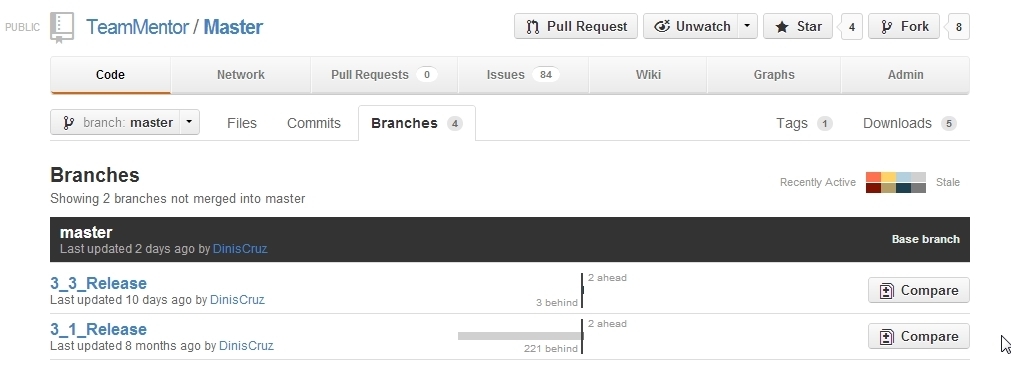 PUBLIC TeamMentor / Master Pull Request Unwatch Star 4 Fork 8
Code Network Pull Requests 0 Issues 84 Wiki Graphs Admin
branch: master Files Commits Branches 4 Tags 1 Downloads 5
Branches
Recently Active Stale
Showing 2 branches not merged into master
master
Last updated 2 days ago by DinisCruz
Base branch
3_3_Release
Last updated 10 days ago by DinisCruz
2 ahead
3 behind
Compare
3_1_Release
Last updated 8 months ago by DinisCruz
2 ahead
221 behind
Compare